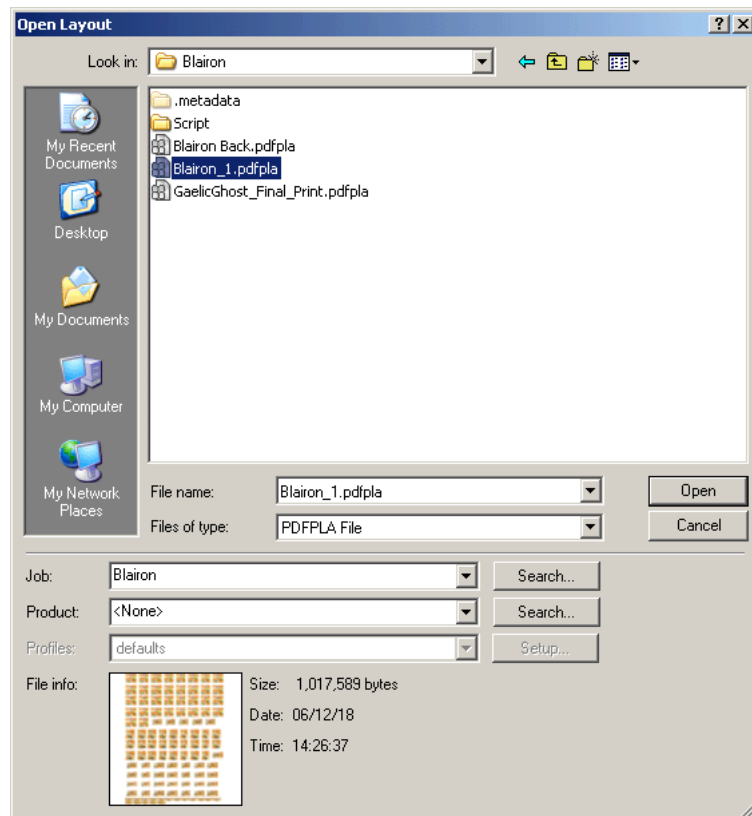 Open Layout
Look in: Blairon
My Recent
Documents
Desktop
My Documents
My Computer
My Network
Places
.metadata
Script
Blairon Back.pdfpla
Blairon_1.pdfpla
GaelicGhost_Final_Print.pdfpla
File name: Blairon_1.pdfpla Open
Files of type: PDFPLA File Cancel
Job: Blairon Search...
Product: <None> Search...
Profiles: defaults Setup...
File info: Size: 1,017,589 bytes
Date: 06/12/18
Time: 14:26:37